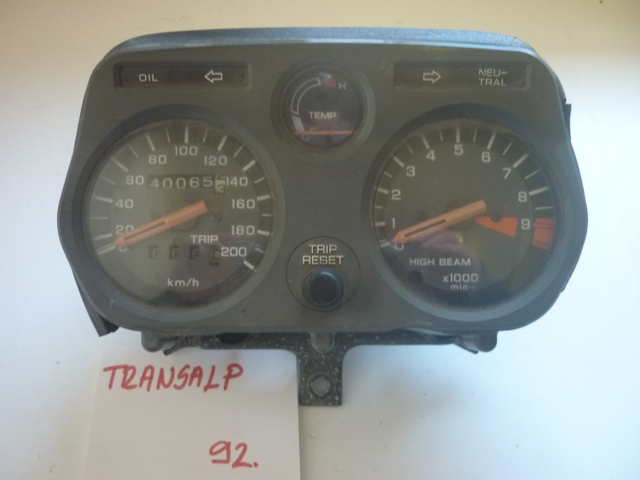 OIL ⇦
⇨ NEU-
TRAL
H
TEMP
0 20 40 60 80 100 120 140 160 180 200
40065
TRIP
km/h
TRIP
RESET
0 1 2 3 4 5 6 7 8 9
HIGH BEAM
x1000
min
TRANSALP
92.